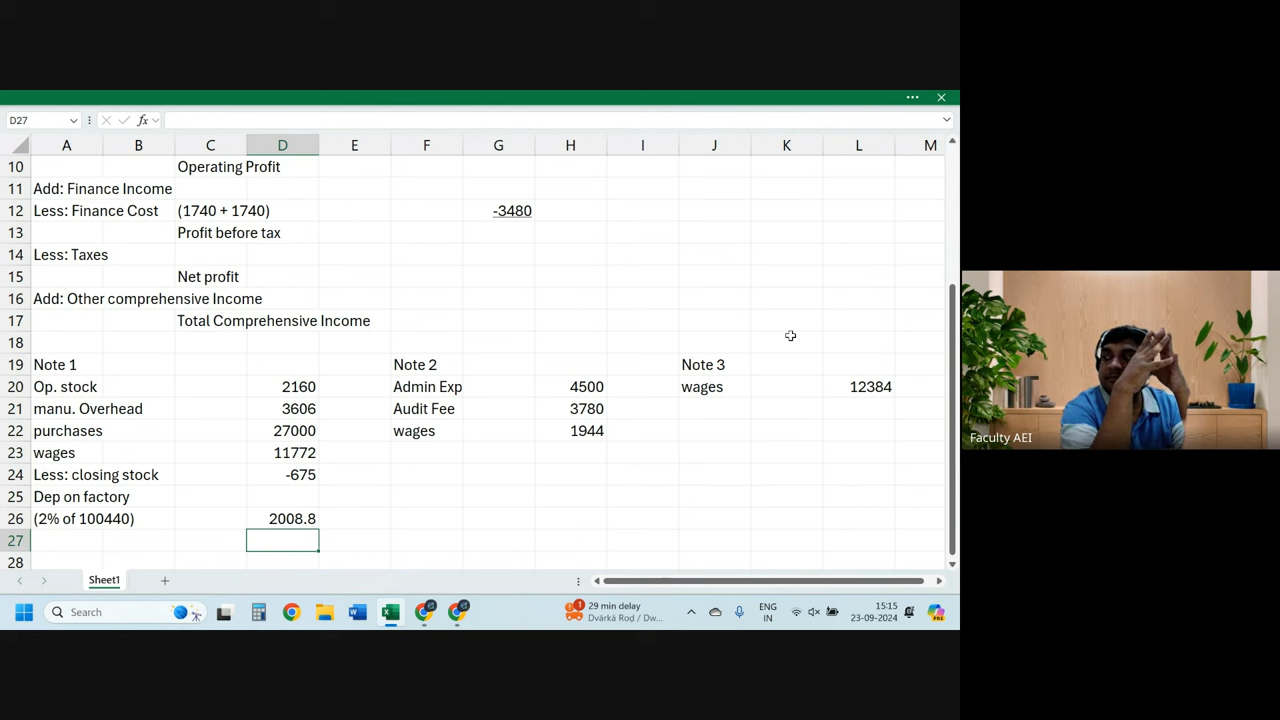 D27 fx
A B C D E F G H I J K L M
10 Operating Profit
11 Add: Finance Income
12 Less: Finance Cost (1740 + 1740) -3480
13 Profit before tax
14 Less: Taxes
15 Net profit
16 Add: Other comprehensive Income
17 Total Comprehensive Income
18
19 Note 1 Note 2 Note 3
20 Op. stock 2160 Admin Exp 4500 wages 12384
21 manu. Overhead 3606 Audit Fee 3780
22 purchases 27000 wages 1944
23 wages 11772
24 Less: closing stock -675
25 Dep on factory
26 (2% of 100440) 2008.8
27
28
Faculty AEI
Sheet1
Search 1 29 min delay ENG 15:15
Dvārkā Roḍ / Dw... IN 23-09-2024